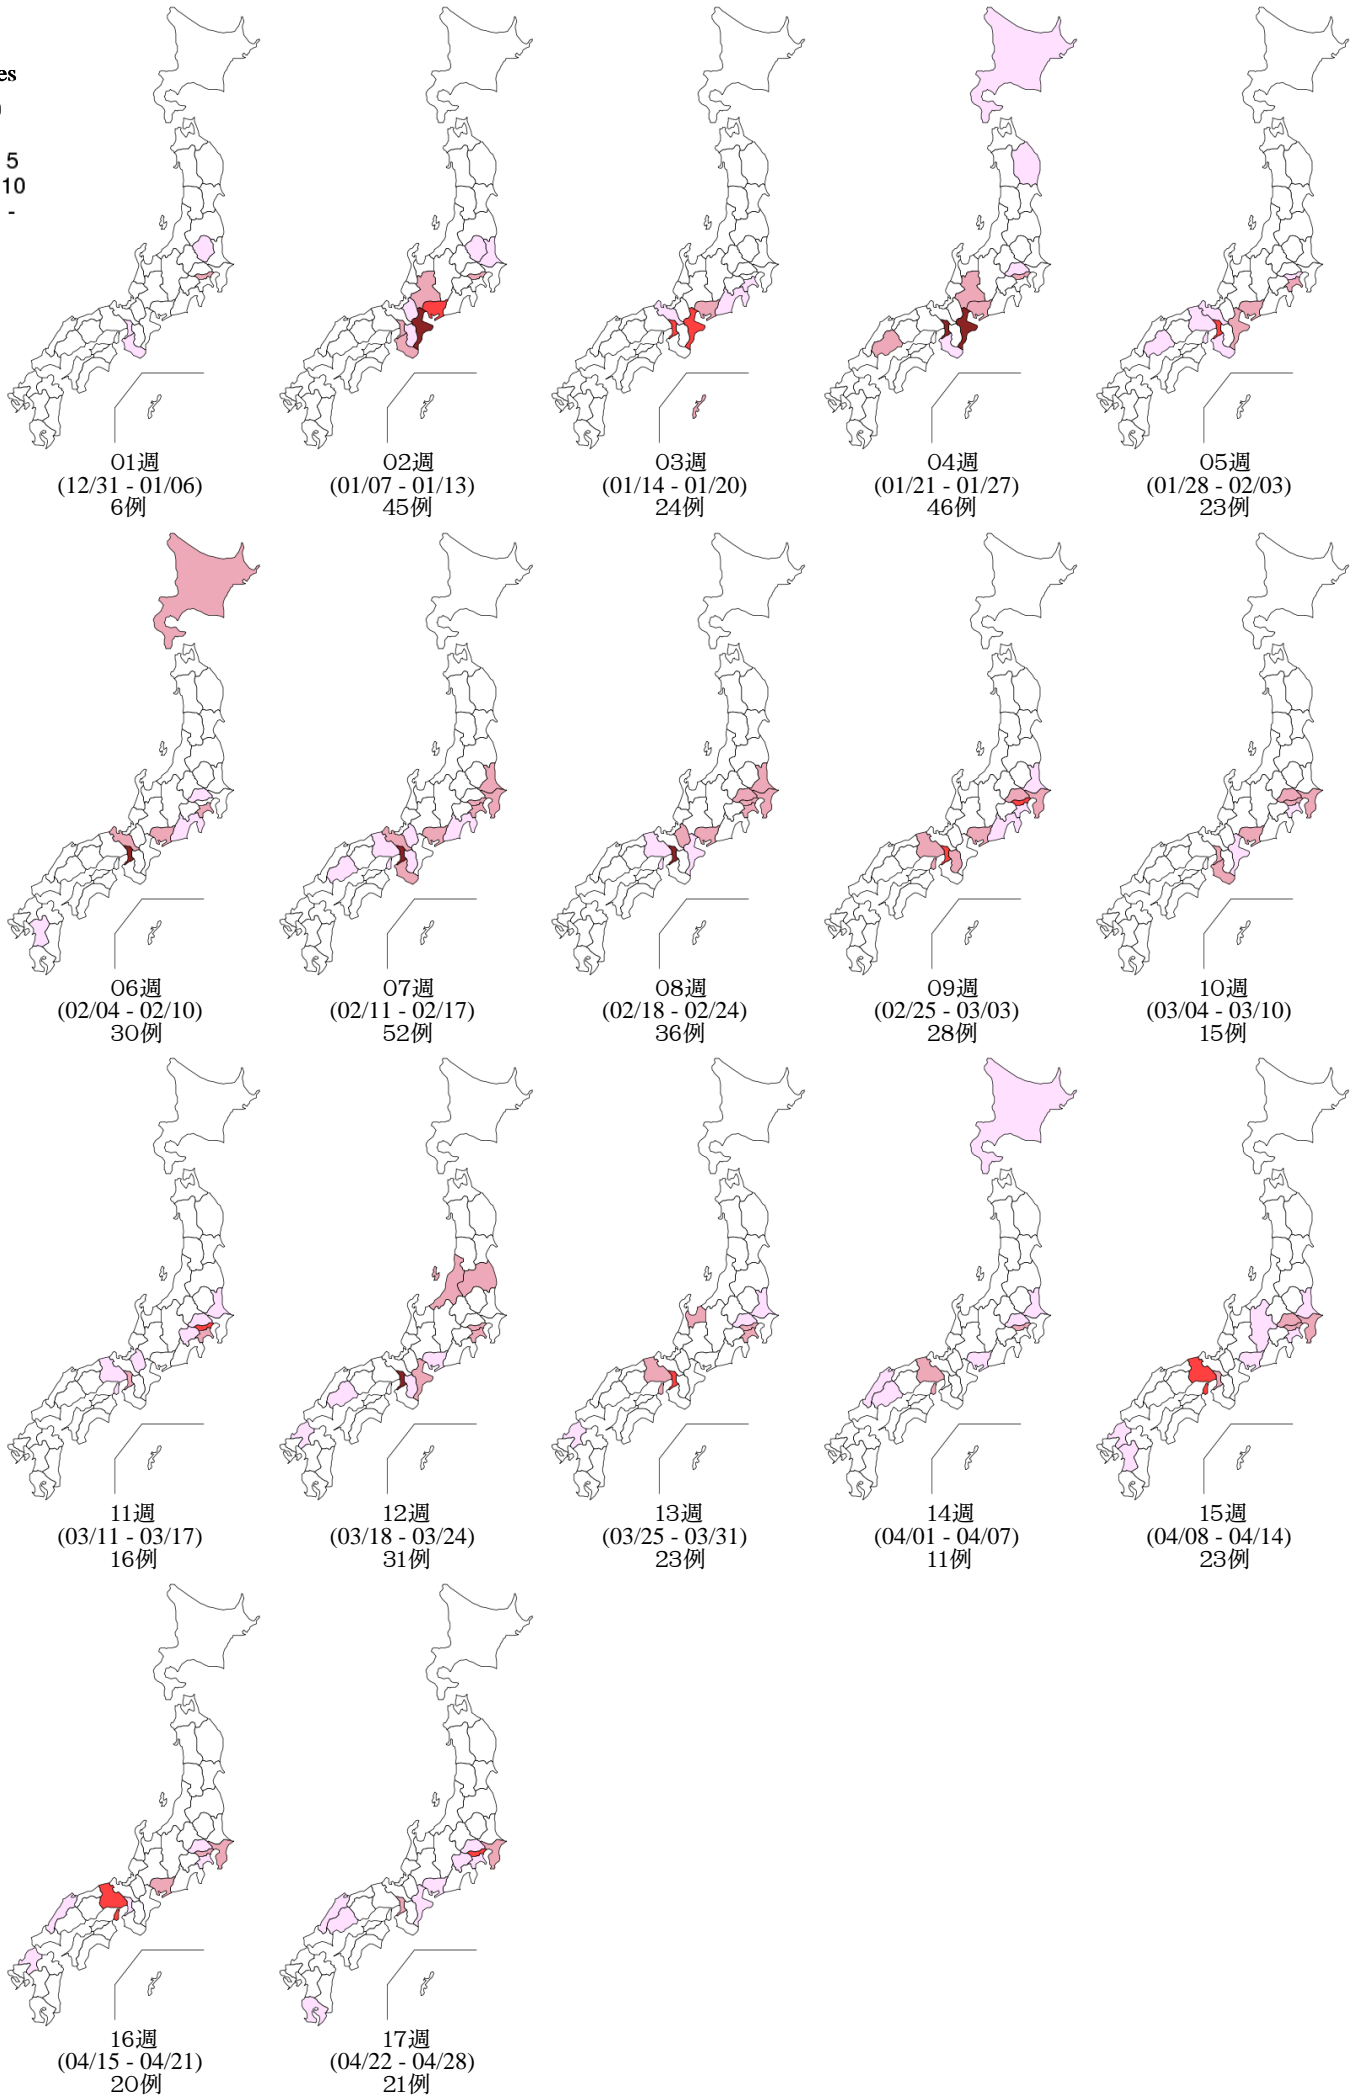 es
5
10
-
01週
(12/31 - 01/06)
6例
02週
(01/07 - 01/13)
45例
03週
(01/14 - 01/20)
24例
04週
(01/21 - 01/27)
46例
05週
(01/28 - 02/03)
23例
06週
(02/04 - 02/10)
30例
07週
(02/11 - 02/17)
52例
08週
(02/18 - 02/24)
36例
09週
(02/25 - 03/03)
28例
10週
(03/04 - 03/10)
15例
11週
(03/11 - 03/17)
16例
12週
(03/18 - 03/24)
31例
13週
(03/25 - 03/31)
23例
14週
(04/01 - 04/07)
11例
15週
(04/08 - 04/14)
23例
16週
(04/15 - 04/21)
20例
17週
(04/22 - 04/28)
21例